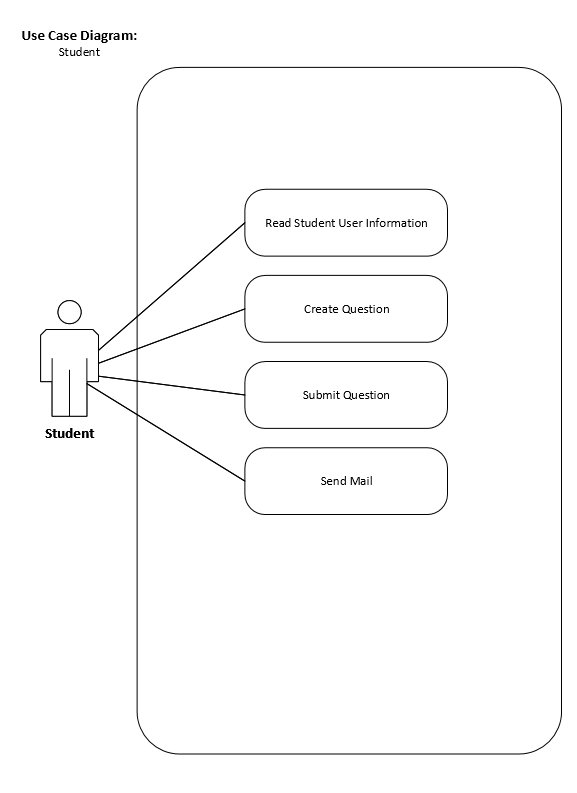 Use Case Diagram:
Student
Read Student User Information
Create Question
Submit Question
Send Mail
Student